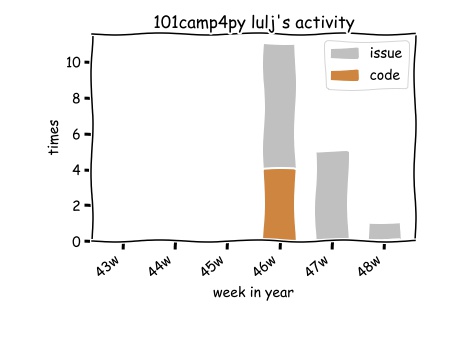 101camp4py lulj's activity
issue
code
times
10
8
6
4
2
0
43w
44w
45w
46w
47w
48w
week in year